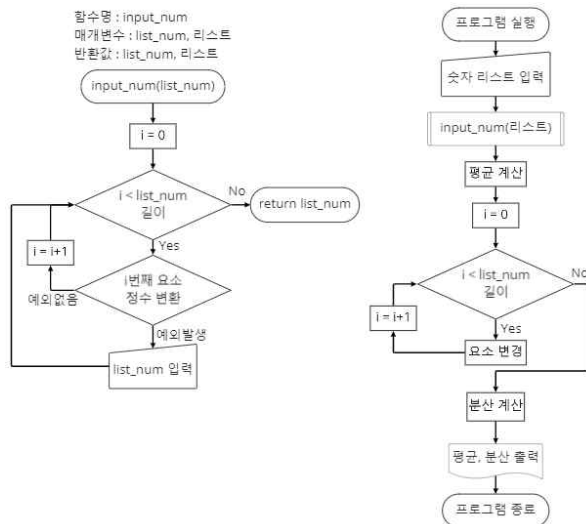 함수명 : input_num
매개변수 : list_num, 리스트
반환값 : list_num, 리스트
input_num(list_num)
i = 0
i < list_num
길이
No
return list_num
Yes
i = i+1
i번째 요소
정수 변환
예외없음
예외발생
list_num 입력
프로그램 실행
숫자 리스트 입력
input_num(리스트)
평균 계산
i = 0
i < list_num
길이
No
i = i+1
Yes
요소 변경
분산 계산
평균, 분산 출력
프로그램 종료